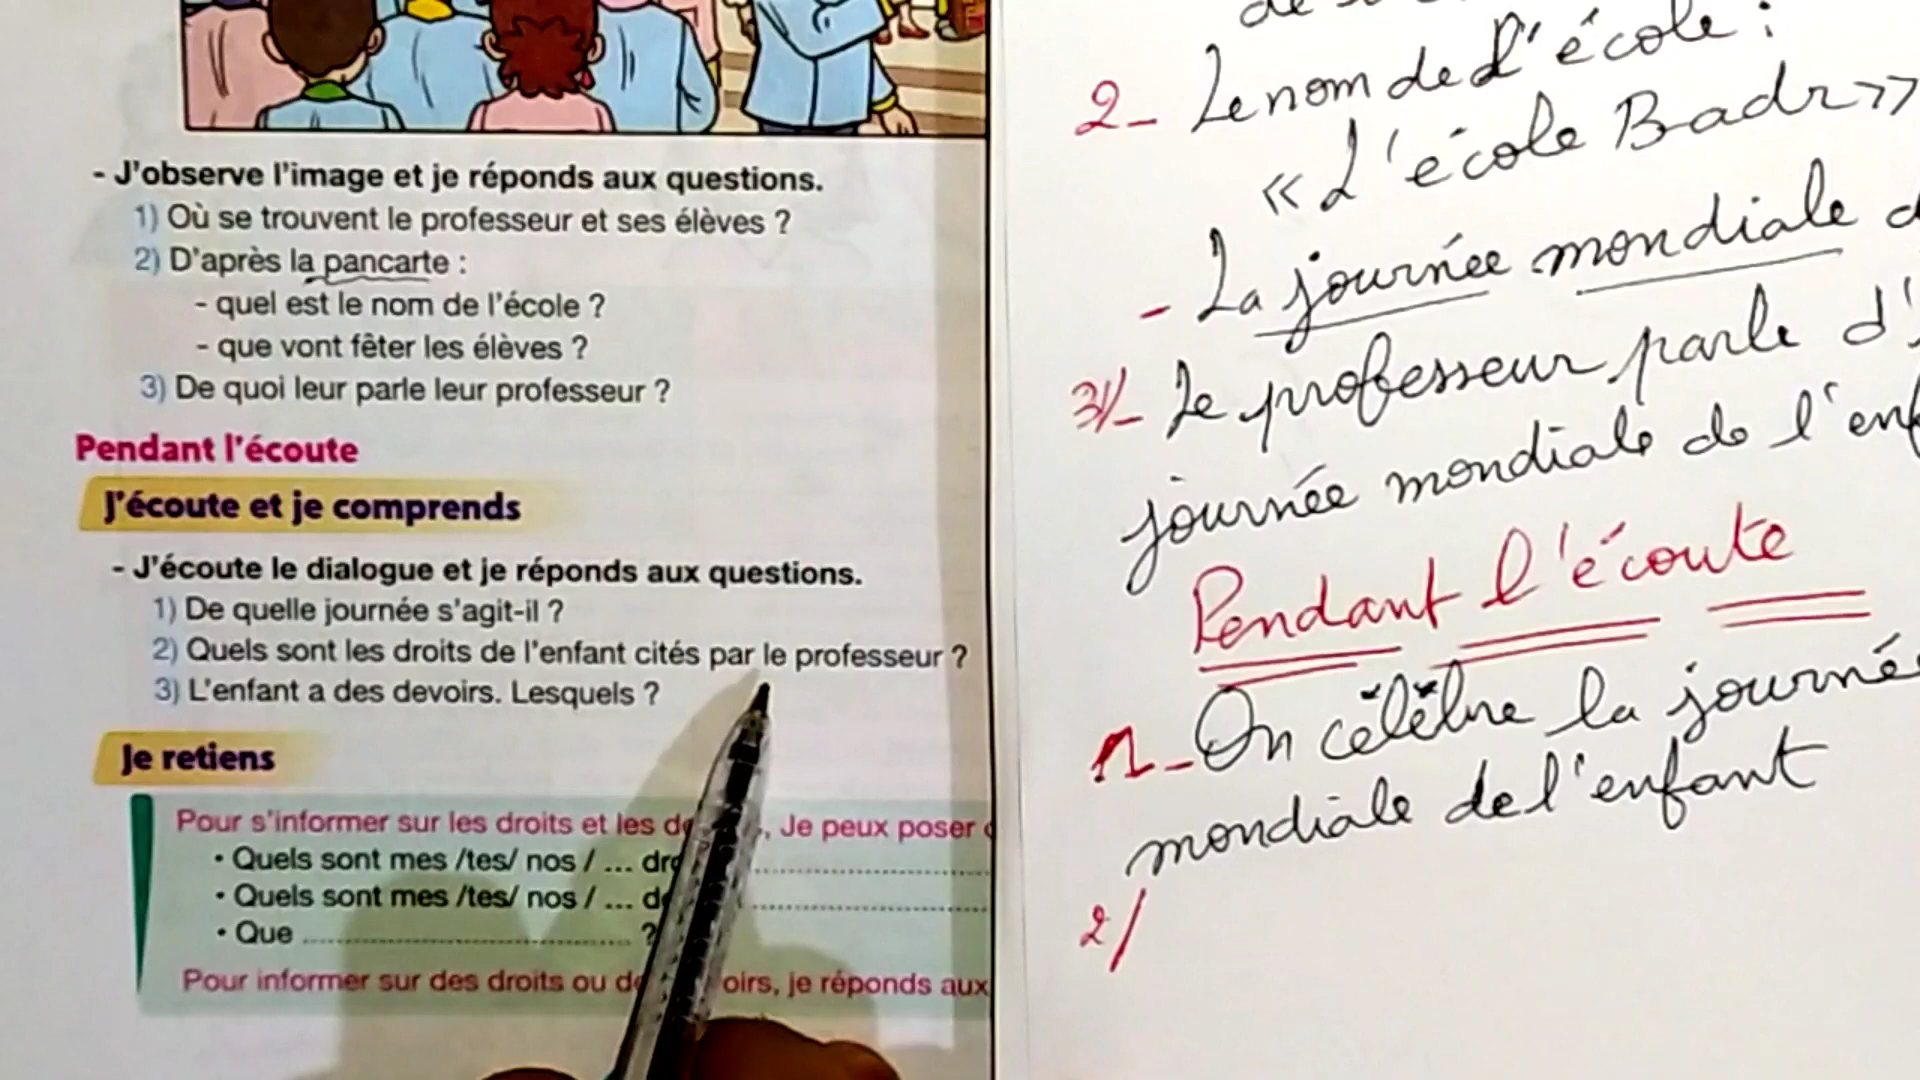 - J'observe l'image et je réponds aux questions.
1) Où se trouvent le professeur et ses élèves ?
2) D'après la pancarte :
- quel est le nom de l'école ?
- que vont fêter les élèves ?
3) De quoi leur parle leur professeur ?
Pendant l'écoute
J'écoute et je comprends
- J'écoute le dialogue et je réponds aux questions.
1) De quelle journée s'agit-il ?
2) Quels sont les droits de l'enfant cités par le professeur ?
3) L'enfant a des devoirs. Lesquels ?
Je retiens
Pour s'informer sur les droits et les Je peux poser
• Quels sont mes /tes/ nos / ...
• Quels sont mes /tes/ nos / ...
• Que ........................................ ?
Pour informer sur des droits ou je réponds aux
2- Le nom de l'école :
« L'école Badr »
- La journée mondiale
3/- Le professeur parle
journée mondiale de
Pendant l'écoute
1- On célèbre la
mondiale de l'enfant
2/